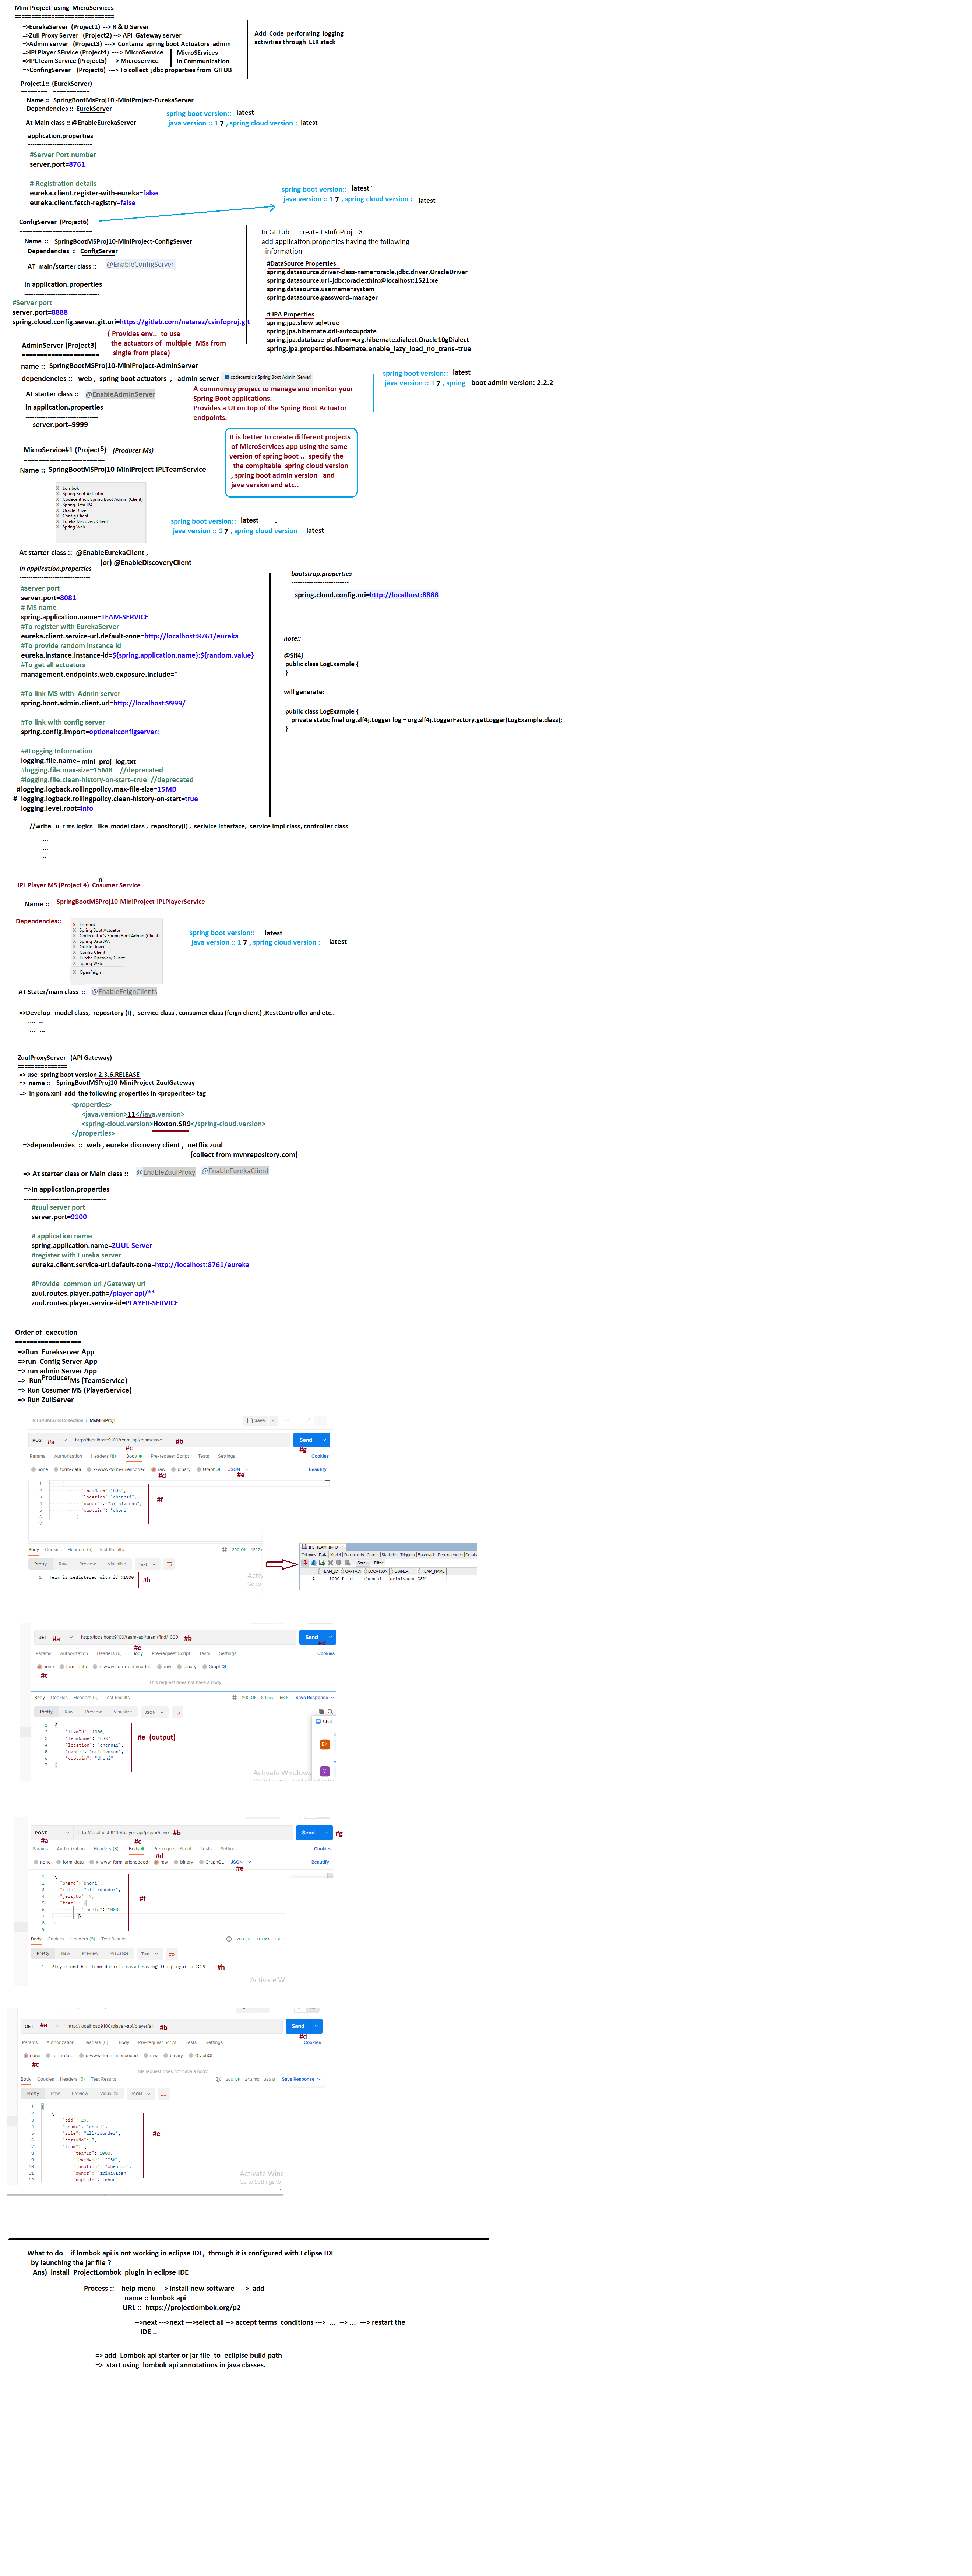 Mini Project using MicroServices
==============================
=>EurekaServer (Project1) --> R & D Server
=>Zull Proxy Server (Project2) --> API Gateway server
=>Admin server (Project3) ---> Contains spring boot Actuators admin
=>IPLPlayer SErvice (Project4) --- > MicroService
=>IPLTeam Service (Project5) --> Microservice
=>ConfingServer (Project6) ---> To collect jdbc properties from GITUB
MicroSErvices
in Communication
Add Code performing logging
activities through ELK stack
Project1:: (EurekServer)
======== ===========
Name :: SpringBootMsProj10 -MiniProject-EurekaServer
Dependencies :: EurekServer
At Main class :: @EnableEurekaServer
spring boot version:: latest
java version :: 1 7 , spring cloud version : latest
application.properties
----------------------------
#Server Port number
server.port=8761
# Registration details
eureka.client.register-with-eureka=false
eureka.client.fetch-registry=false
spring boot version:: latest
java version :: 1 7 , spring cloud version : latest
ConfigServer (Project6)
======================
Name :: SpringBootMSProj10-MiniProject-ConfigServer
Dependencies :: ConfigServer
AT main/starter class :: @EnableConfigServer
in application.properties
---------------------------------
#Server port
server.port=8888
spring.cloud.config.server.git.uri=https://gitlab.com/nataraz/csinfoproj.git
In GitLab -- create CsInfoProj -->
add applicaiton.properties having the following
information
#DataSource Properties
spring.datasource.driver-class-name=oracle.jdbc.driver.OracleDriver
spring.datasource.url=jdbc:oracle:thin:@localhost:1521:xe
spring.datasource.username=system
spring.datasource.password=manager
# JPA Properties
spring.jpa.show-sql=true
spring.jpa.hibernate.ddl-auto=update
spring.jpa.database-platform=org.hibernate.dialect.Oracle10gDialect
spring.jpa.properties.hibernate.enable_lazy_load_no_trans=true
( Provides env.. to use
the actuators of multiple MSs from
single from place)
AdminServer (Project3)
=====================
name :: SpringBootMSProj10-MiniProject-AdminServer
dependencies :: web , spring boot actuators , admin server
codecentric's Spring Boot Admin (Server)
A community project to manage and monitor your
Spring Boot applications.
Provides a UI on top of the Spring Boot Actuator
endpoints.
At starter class :: @EnableAdminServer
in application.properties
--------------------------------
server.port=9999
spring boot version:: latest
java version :: 1 7 , spring boot admin version: 2.2.2
It is better to create different projects
of MicroServices app using the same
version of spring boot .. specify the
the compitable spring cloud version
, spring boot admin version and
java version and etc..
MicroService#1 (Project5) (Producer Ms)
======================
Name :: SpringBootMSProj10-MiniProject-IPLTeamService
X Lombok
X Spring Boot Actuator
X Codecentric's Spring Boot Admin (Client)
X Spring Data JPA
X Oracle Driver
X Config Client
X Eureka Discovery Client
X Spring Web
spring boot version:: latest
java version :: 1 7 , spring cloud version latest
At starter class :: @EnableEurekaClient ,
(or) @EnableDiscoveryClient
in application.properties
-------------------------------
#server port
server.port=8081
# MS name
spring.application.name=TEAM-SERVICE
#To register with EurekaServer
eureka.client.service-url.default-zone=http://localhost:8761/eureka
#To provide random instance id
eureka.instance.instance-id=${spring.application.name}:${random.value}
#To get all actuators
management.endpoints.web.exposure.include=*
#To link MS with Admin server
spring.boot.admin.client.url=http://localhost:9999/
#To link with config server
spring.config.import=optional:configserver:
##Logging Information
logging.file.name= mini_proj_log.txt
#logging.file.max-size=15MB //deprecated
#logging.file.clean-history-on-start=true //deprecated
#logging.logback.rollingpolicy.max-file-size=15MB
# logging.logback.rollingpolicy.clean-history-on-start=true
logging.level.root=info
bootstrap.properties
-------------------------
spring.cloud.config.uri=http://localhost:8888
note::
@Slf4j
public class LogExample {
}
will generate:
public class LogExample {
private static final org.slf4j.Logger log = org.slf4j.LoggerFactory.getLogger(LogExample.class);
}
//write u r ms logics like model class , repository(i) , serivice interface, service impl class, controller class
...
...
..
n
IPL Player MS (Project 4) Cosumer Service
-----------------------------------------------------
Name :: SpringBootMSProj10-MiniProject-IPLPlayerService
Dependencies::
X Lombok
X Spring Boot Actuator
X Codecentric's Spring Boot Admin (Client)
X Spring Data JPA
X Oracle Driver
X Config Client
X Eureka Discovery Client
X Spring Web
X OpenFeign
spring boot version:: latest
java version :: 1 7 , spring cloud version : latest
AT Stater/main class :: @EnableFeignClients
=>Develop model class, repository (i) , service class , consumer class (feign client) ,RestController and etc..
.... ...
... ...
ZuulProxyServer (API Gateway)
===============
=> use spring boot version 2.3.6.RELEASE
=> name :: SpringBootMSProj10-MiniProject-ZuulGateway
=> in pom.xml add the following properties in <properites> tag
<properties>
<java.version>11</java.version>
<spring-cloud.version>Hoxton.SR9</spring-cloud.version>
</properties>
=>dependencies :: web , eureke discovery client , netflix zuul
(collect from mvnrepository.com)
=> At starter class or Main class :: @EnableZuulProxy @EnableEurekaClient
=>In application.properties
------------------------------------
#zuul server port
server.port=9100
# application name
spring.application.name=ZUUL-Server
#register with Eureka server
eureka.client.service-url.default-zone=http://localhost:8761/eureka
#Provide common url /Gateway url
zuul.routes.player.path=/player-api/**
zuul.routes.player.service-id=PLAYER-SERVICE
Order of execution
==================
=>Run Eurekserver App
=>run Config Server App
=> run admin Server App
=> Run Producer Ms (TeamService)
=> Run Cosumer MS (PlayerService)
=> Run ZullServer
MsMiniProj1
Save
POST #a http://localhost:9100/team-api/team/save #b Send
#c #g
Params Authorization Headers (8) Body Pre-request Script Tests Settings Cookies
none form-data x-www-form-urlencoded raw binary GraphQL JSON Beautify
#d #e
1 {
2 "teamName":"CSK",
3 "location":"chennai",
4 "owner" : "srinivasan",
5 "captain": "dhoni"
6 }
7
#f
Body Cookies Headers (5) Test Results 200 OK
Pretty Raw Preview Visualize Text
1 Team is registered with id :1000
#h
IPL_TEAM_INFO
Columns Data Model Constraints Grants Statistics Triggers Flashback Dependencies Details
Sort.. Filter:
TEAM_ID CAPTAIN LOCATION OWNER TEAM_NAME
1 1000 dhoni chennai srinivasan CSK
GET #a http://localhost:9100/team-api/team/find/1000 #b Send
#c #d
Params Authorization Headers (6) Body Pre-request Script Tests Settings Cookies
none form-data x-www-form-urlencoded raw binary GraphQL
#c
This request does not have a body
Body Cookies Headers (5) Test Results 200 OK 80 ms 238 B Save Response
Pretty Raw Preview Visualize JSON
1 {
2 "teamId": 1000,
3 "teamName": "CSK",
4 "location": "chennai",
5 "owner": "srinivasan",
6 "captain": "dhoni"
7 }
#e (output)
Chat
DK
V
Activate Windows
POST http://localhost:9100/player-api/player/save #b Send #g
#a #c
Params Authorization Headers (8) Body Pre-request Script Tests Settings Cookies
#d
none form-data x-www-form-urlencoded raw binary GraphQL JSON Beautify
#e
1 {
2 "pname":"dhoni",
3 "role" : "all-rounder",
4 "jersyNo": 7,
5 "team" : {
6 "teamId": 1000
7 }
8 }
9
#f
Body Cookies Headers (5) Test Results 200 OK 313 ms 220 B
Pretty Raw Preview Visualize Text
1 Player and his team details saved having the player id::29 #h
Activate W
GET #a http://localhost:9100/player-api/player/all #b Send
#d
Params Authorization Headers (6) Body Pre-request Script Tests Settings Cookies
none form-data x-www-form-urlencoded raw binary GraphQL
#c
This request does not have a body
Body Cookies Headers (5) Test Results 200 OK 243 ms 325 B Save Response
Pretty Raw Preview Visualize JSON
1 [
2 {
3 "pid": 29,
4 "pname": "dhoni",
5 "role": "all-rounder",
6 "jersyNo": 7,
7 "team": {
8 "teamId": 1000,
9 "teamName": "CSK",
10 "location": "chennai",
11 "owner": "srinivasan",
12 "captain": "dhoni"
#e
Activate Wind
Go to Settings to
What to do if lombok api is not working in eclipse IDE, through it is configured with Eclipse IDE
by launching the jar file ?
Ans) install ProjectLombok plugin in eclipse IDE
Process :: help menu ---> install new software ----> add
name :: lombok api
URL :: https://projectlombok.org/p2
-->next --->next --->select all --> accept terms conditions ---> ... --> ... ---> restart the
IDE ..
=> add Lombok api starter or jar file to ecliplse build path
=> start using lombok api annotations in java classes.